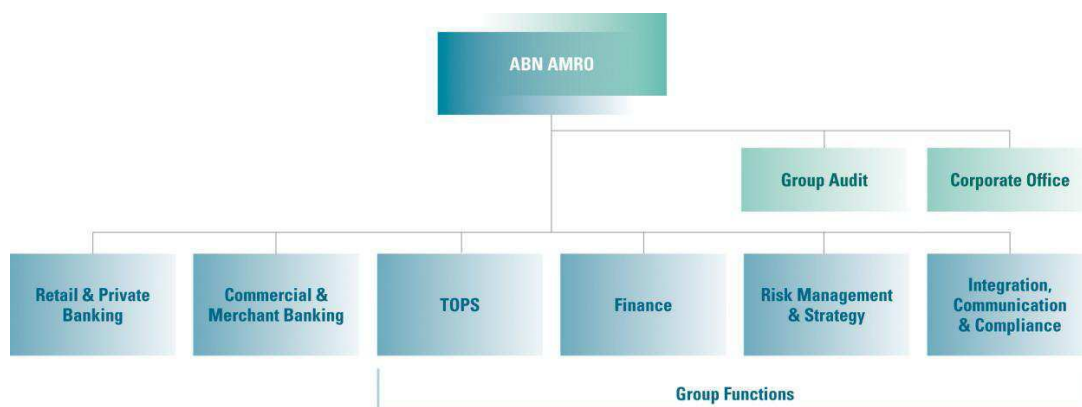 ABN AMRO
Group Audit
Corporate Office
Retail & Private
Banking
Commercial &
Merchant Banking
TOPS
Finance
Risk Management
& Strategy
Integration,
Communication
& Compliance
Group Functions